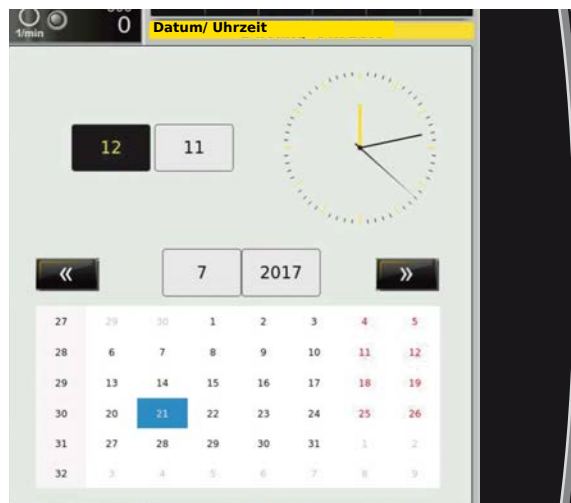 1/min 0 Datum/ Uhrzeit
12 11
« 7 2017 »
27 29 30 1 2 3 4 5
28 6 7 8 9 10 11 12
29 13 14 15 16 17 18 19
30 20 21 22 23 24 25 26
31 27 28 29 30 31 1 2
32 3 4 5 6 7 8 9